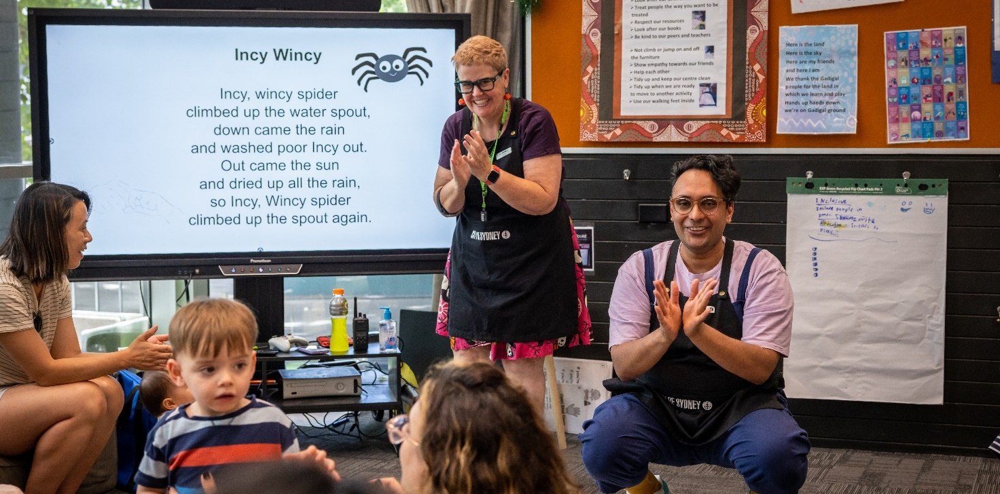 Incy Wincy
Incy, wincy spider
climbed up the water spout,
down came the rain
and washed poor Incy out.
Out came the sun
and dried up all the rain,
so Incy, Wincy spider
climbed up the spout again.
Promethean
OF SYDNEY
OF SYDNEY
➢ Treat people the way you want to be
treated
➢ Respect our resources
➢ Look after our books
➢ Be kind to our peers and teachers
➢ Not climb or jump on and off
the furniture
➢ Show empathy towards our friends
➢ Help each other
➢ Tidy up and keep our centre clean
➢ Tidy up when we are ready
to move to another activity
➢ Use our walking feet inside
Here is the land
Here is the sky
Here are my friends
and here I am
We thank the Gadigal
people for the land in
which we learn and play
Hands up hands down
we're on Gadigal ground
EXP Green Recycled Flip Chart Pads
Inclusive
Include people in
invite
friends to
play